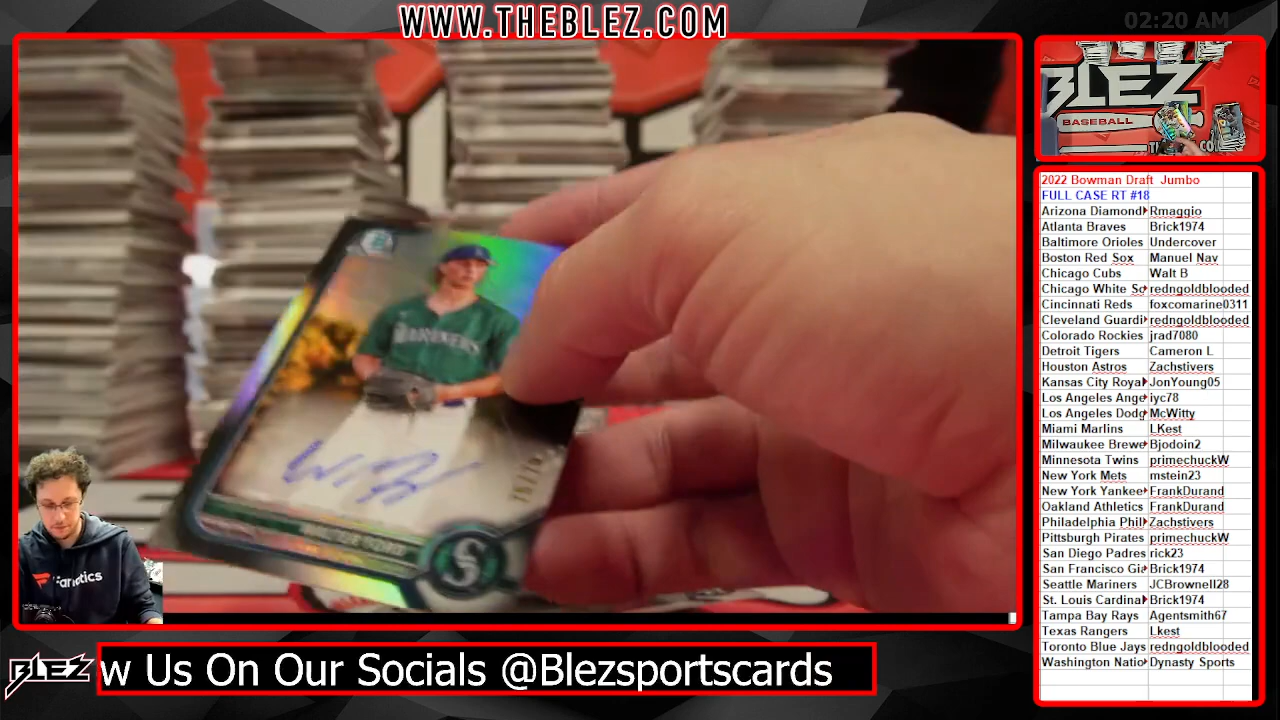 WWW.THEBLEZ.COM
02:20 AM
BLEZ
BASEBALL
2022 Bowman Draft Jumbo
FULL CASE RT #18
Arizona Diamond Rmaggio
Atlanta Braves Brick1974
Baltimore Orioles Undercover
Boston Red Sox Manuel Nav
Chicago Cubs Walt B
Chicago White So redngoldblooded
Cincinnati Reds foxcomarine0311
Cleveland Guardi redngoldblooded
Colorado Rockies jrad7080
Detroit Tigers Cameron L
Houston Astros Zachstivers
Kansas City Roya JonYoung05
Los Angeles Ange iyc78
Los Angeles Dodg McWitty
Miami Marlins LKest
Milwaukee Brewe Bjodoin2
Minnesota Twins primechuckW
New York Mets mstein23
New York Yankee FrankDurand
Oakland Athletics FrankDurand
Philadelphia Phil Zachstivers
Pittsburgh Pirates primechuckW
San Diego Padres rick23
San Francisco Gia Brick1974
Seattle Mariners JCBrownell28
St. Louis Cardina Brick1974
Tampa Bay Rays Agentsmith67
Texas Rangers Lkest
Toronto Blue Jays redngoldblooded
Washington Natio Dynasty Sports
Fanatics
BLEZ
w Us On Our Socials @Blezsportscards